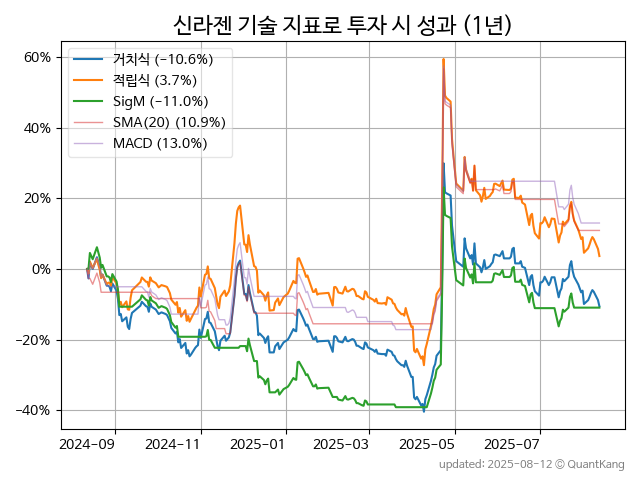 신라젠 기술 지표로 투자 시 성과 (1년)
60%
40%
20%
0%
−20%
−40%
거치식 (−10.6%)
적립식 (3.7%)
SigM (−11.0%)
SMA(20) (10.9%)
MACD (13.0%)
2024-09
2024-11
2025-01
2025-03
2025-05
2025-07
updated: 2025-08-12 © QuantKang